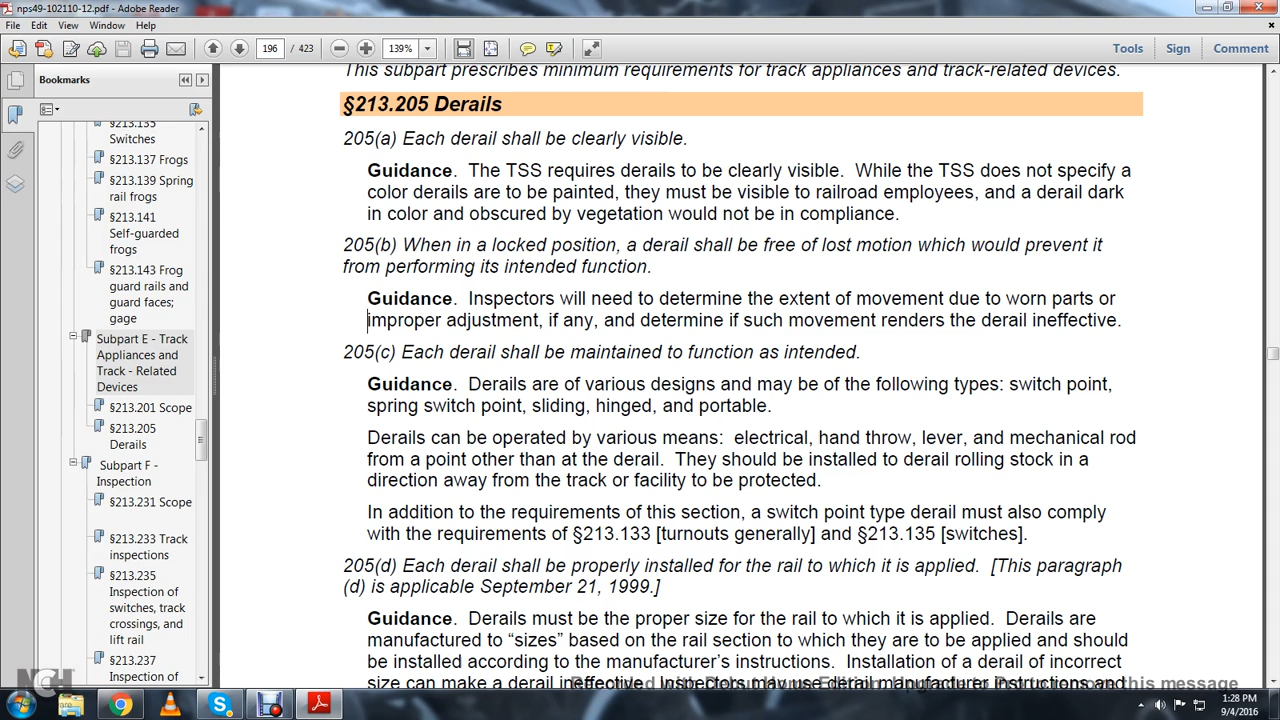 nps49-102110-12.pdf - Adobe Reader
File Edit View Window Help
196 / 423 139% Tools Sign Comment
Bookmarks
§213.135
Switches
§213.137 Frogs
§213.139 Spring
rail frogs
§213.141
Self-guarded
frogs
§213.143 Frog
guard rails and
guard faces;
gage
Subpart E - Track
Appliances and
Track - Related
Devices
§213.201 Scope
§213.205
Derails
Subpart F -
Inspection
§213.231 Scope
§213.233 Track
inspections
§213.235
Inspection of
switches, track
crossings, and
lift rail
§213.237
Inspection of
This subpart prescribes minimum requirements for track appliances and track-related devices.
§213.205 Derails
205(a) Each derail shall be clearly visible.
Guidance. The TSS requires derails to be clearly visible. While the TSS does not specify a
color derails are to be painted, they must be visible to railroad employees, and a derail dark
in color and obscured by vegetation would not be in compliance.
205(b) When in a locked position, a derail shall be free of lost motion which would prevent it
from performing its intended function.
Guidance. Inspectors will need to determine the extent of movement due to worn parts or
improper adjustment, if any, and determine if such movement renders the derail ineffective.
205(c) Each derail shall be maintained to function as intended.
Guidance. Derails are of various designs and may be of the following types: switch point,
spring switch point, sliding, hinged, and portable.
Derails can be operated by various means: electrical, hand throw, lever, and mechanical rod
from a point other than at the derail. They should be installed to derail rolling stock in a
direction away from the track or facility to be protected.
In addition to the requirements of this section, a switch point type derail must also comply
with the requirements of §213.133 [turnouts generally] and §213.135 [switches].
205(d) Each derail shall be properly installed for the rail to which it is applied. [This paragraph
(d) is applicable September 21, 1999.]
Guidance. Derails must be the proper size for the rail to which it is applied. Derails are
manufactured to “sizes” based on the rail section to which they are to be applied and should
be installed according to the manufacturer’s instructions. Installation of a derail of incorrect
size can make a derail ineffective. Inspectors may use derail manufacturer instructions and
this message
NCH
1:28 PM
9/4/2016